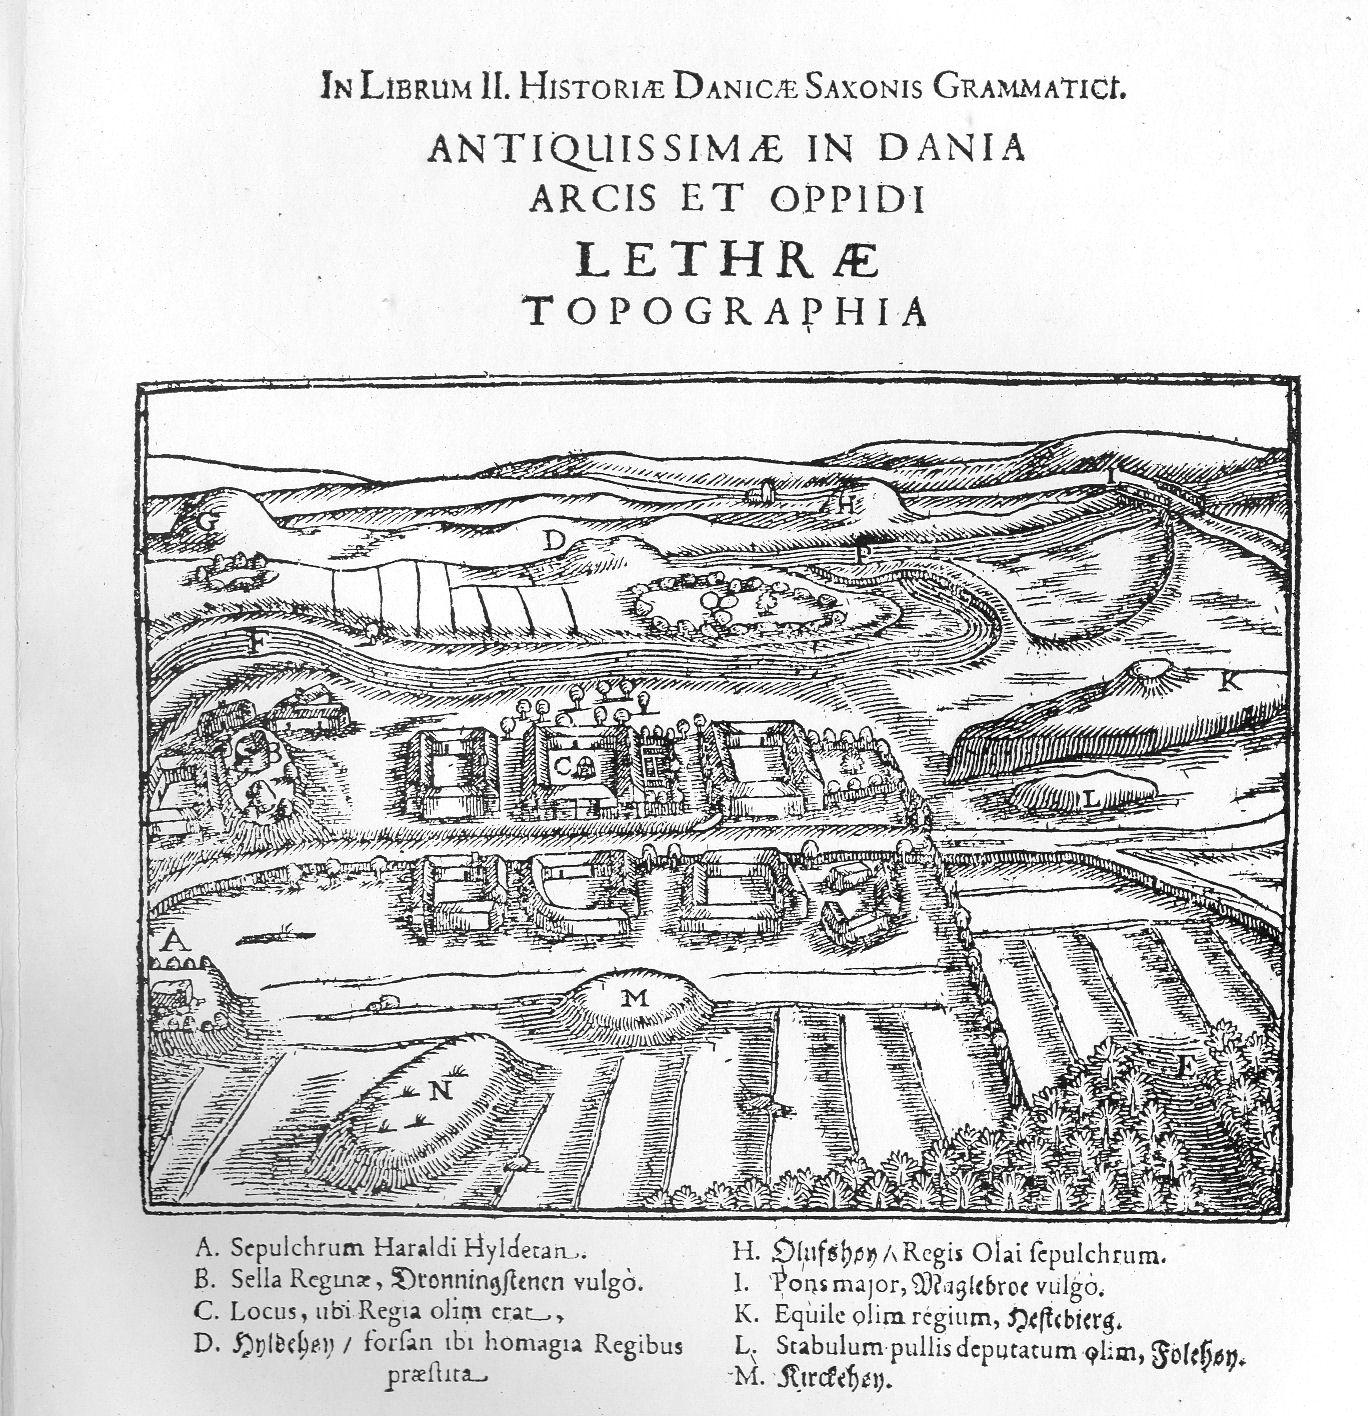 IN LIBRUM II. HISTORIÆ DANICÆ SAXONIS GRAMMATICI.
ANTIQUISSIMÆ IN DANIA
ARCIS ET OPPIDI
LETHRÆ
TOPOGRAPHIA
I
H
G
D
F
F
K
B
C
L
A
M
F
N
A. Sepulchrum Haraldi Hyldetan.
B. Sella Reginæ, Dronningſtenen vulgò.
C. Locus, ubi Regia olim erat,
D. Hyldehøy / forſan ibi homagia Regibus
præſtita
H. Olufshøy / Regis Olai ſepulchrum.
I. Pons major, Maglebroe vulgò.
K. Equile olim regium, Heſtebierg.
L. Stabulum pullis deputatum olim, Folehøy.
M. Kirckehøy.